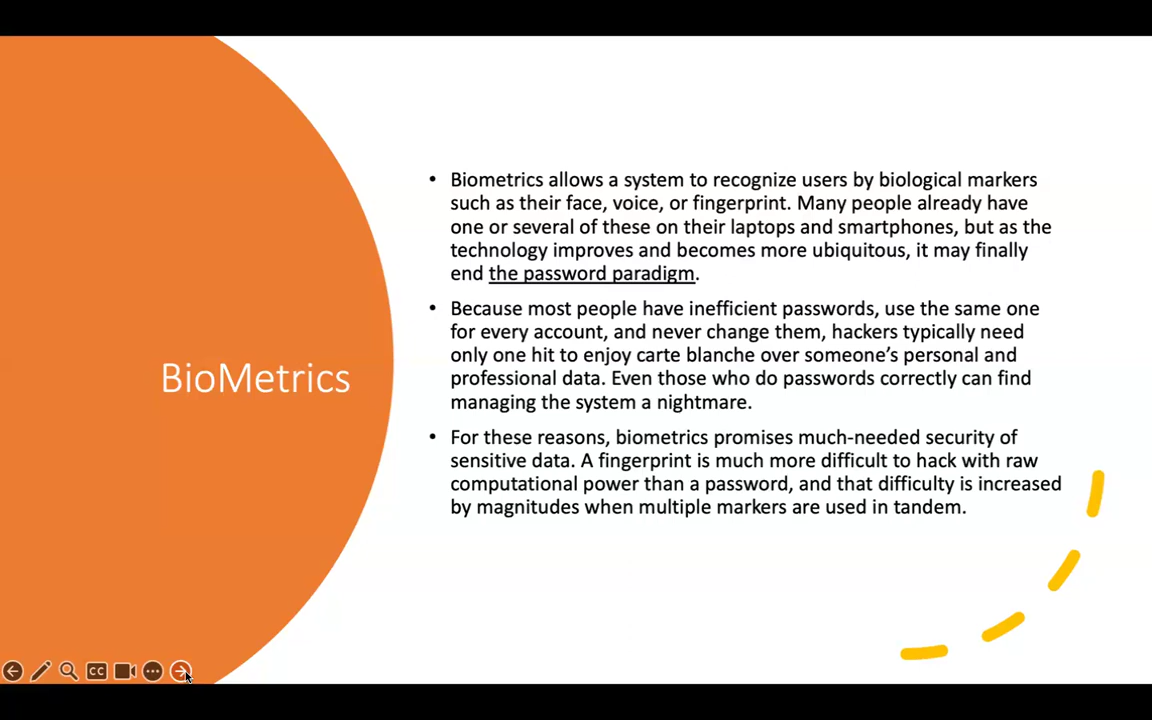 BioMetrics
• Biometrics allows a system to recognize users by biological markers
such as their face, voice, or fingerprint. Many people already have
one or several of these on their laptops and smartphones, but as the
technology improves and becomes more ubiquitous, it may finally
end the password paradigm.
• Because most people have inefficient passwords, use the same one
for every account, and never change them, hackers typically need
only one hit to enjoy carte blanche over someone’s personal and
professional data. Even those who do passwords correctly can find
managing the system a nightmare.
• For these reasons, biometrics promises much-needed security of
sensitive data. A fingerprint is much more difficult to hack with raw
computational power than a password, and that difficulty is increased
by magnitudes when multiple markers are used in tandem.
CC